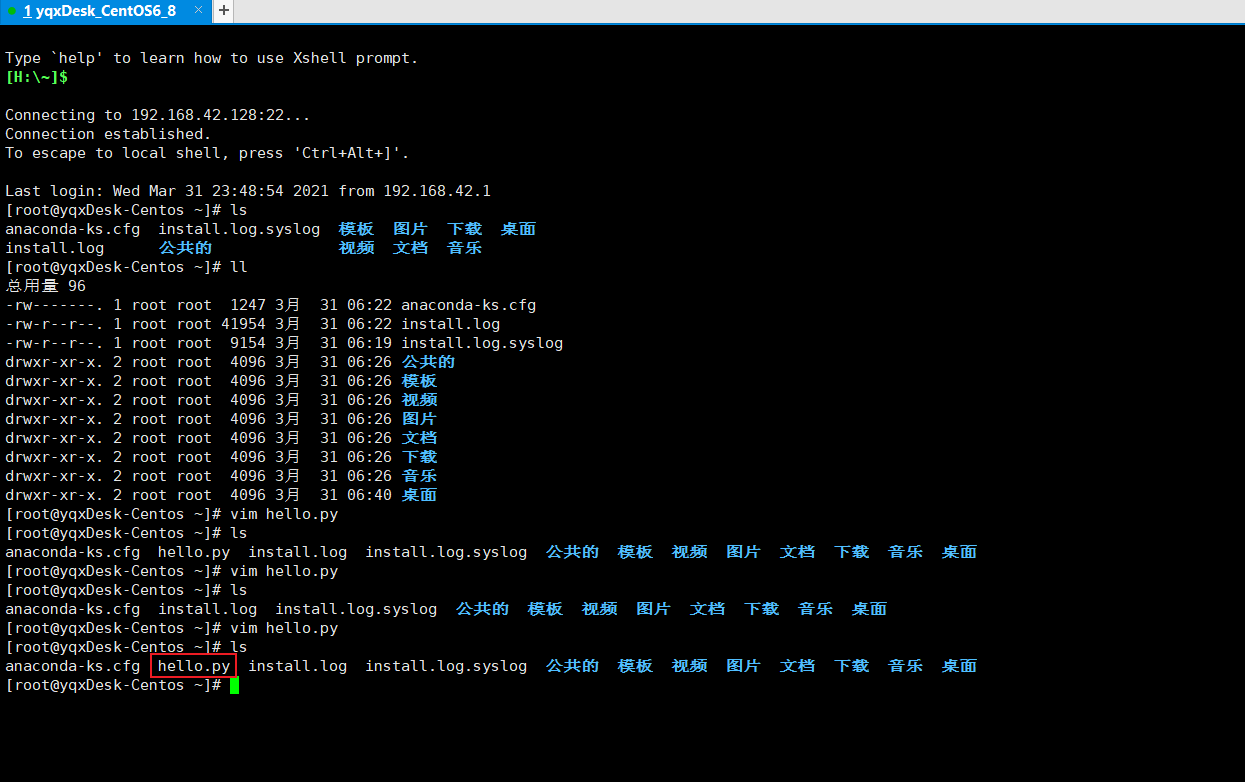 1 yqxDesk_CentOS6_8 × +
Type `help' to learn how to use Xshell prompt.
[H:\~]$
Connecting to 192.168.42.128:22...
Connection established.
To escape to local shell, press 'Ctrl+Alt+]'.
Last login: Wed Mar 31 23:48:54 2021 from 192.168.42.1
[root@yqxDesk-Centos ~]# ls
anaconda-ks.cfg  install.log.syslog  模板  图片  下载  桌面
install.log      公共的              视频  文档  音乐
[root@yqxDesk-Centos ~]# ll
总用量 96
-rw-------. 1 root root  1247 3月  31 06:22 anaconda-ks.cfg
-rw-r--r--. 1 root root 41954 3月  31 06:22 install.log
-rw-r--r--. 1 root root  9154 3月  31 06:19 install.log.syslog
drwxr-xr-x. 2 root root  4096 3月  31 06:26 公共的
drwxr-xr-x. 2 root root  4096 3月  31 06:26 模板
drwxr-xr-x. 2 root root  4096 3月  31 06:26 视频
drwxr-xr-x. 2 root root  4096 3月  31 06:26 图片
drwxr-xr-x. 2 root root  4096 3月  31 06:26 文档
drwxr-xr-x. 2 root root  4096 3月  31 06:26 下载
drwxr-xr-x. 2 root root  4096 3月  31 06:26 音乐
drwxr-xr-x. 2 root root  4096 3月  31 06:40 桌面
[root@yqxDesk-Centos ~]# vim hello.py
[root@yqxDesk-Centos ~]# ls
anaconda-ks.cfg  hello.py  install.log  install.log.syslog  公共的  模板  视频  图片  文档  下载  音乐  桌面
[root@yqxDesk-Centos ~]# vim hello.py
[root@yqxDesk-Centos ~]# ls
anaconda-ks.cfg  install.log  install.log.syslog  公共的  模板  视频  图片  文档  下载  音乐  桌面
[root@yqxDesk-Centos ~]# vim hello.py
[root@yqxDesk-Centos ~]# ls
anaconda-ks.cfg  hello.py  install.log  install.log.syslog  公共的  模板  视频  图片  文档  下载  音乐  桌面
[root@yqxDesk-Centos ~]#